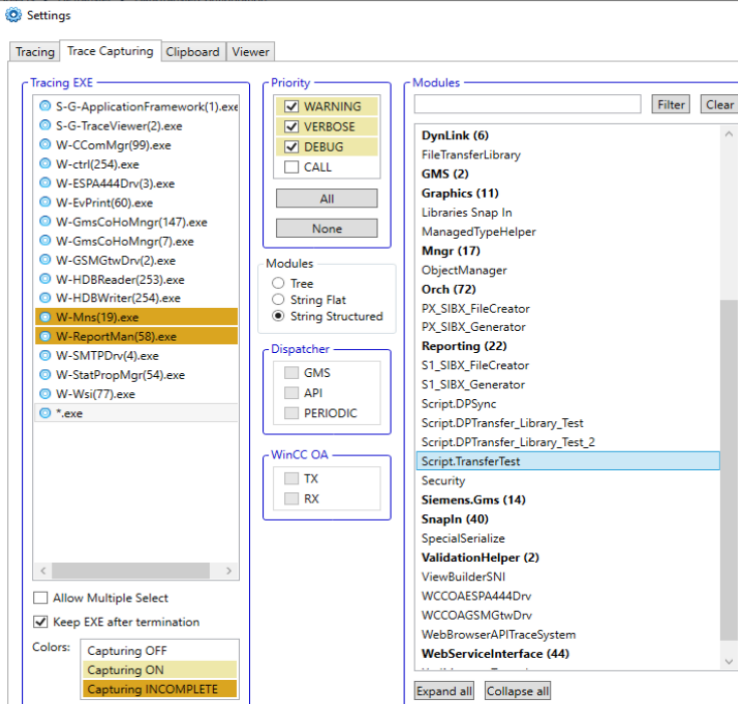 Settings
Tracing
Trace Capturing
Clipboard
Viewer
Tracing EXE
S-G-ApplicationFramework(1).exe
S-G-TraceViewer(2).exe
W-CComMgr(99).exe
W-ctrl(254).exe
W-ESPA444Drv(3).exe
W-EvPrint(60).exe
W-GmsCoHoMngr(147).exe
W-GmsCoHoMngr(7).exe
W-GSMGtwDrv(2).exe
W-HDBReader(253).exe
W-HDBWriter(254).exe
W-Mns(19).exe
W-ReportMan(58).exe
W-SMTPDrv(4).exe
W-StatPropMgr(54).exe
W-Wsi(77).exe
*.exe
Allow Multiple Select
Keep EXE after termination
Colors:
Capturing OFF
Capturing ON
Capturing INCOMPLETE
Priority
WARNING
VERBOSE
DEBUG
CALL
All
None
Modules
Tree
String Flat
String Structured
Dispatcher
GMS
API
PERIODIC
WinCC OA
TX
RX
Modules
Filter
Clear
DynLink (6)
FileTransferLibrary
GMS (2)
Graphics (11)
Libraries Snap In
ManagedTypeHelper
Mngr (17)
ObjectManager
Orch (72)
PX_SIBX_FileCreator
PX_SIBX_Generator
Reporting (22)
S1_SIBX_FileCreator
S1_SIBX_Generator
Script.DPSync
Script.DPTransfer_Library_Test
Script.DPTransfer_Library_Test_2
Script.TransferTest
Security
Siemens.Gms (14)
SnapIn (40)
SpecialSerialize
ValidationHelper (2)
ViewBuilderSNI
WCCOAESPA444Drv
WCCOAGSMGtwDrv
WebBrowserAPITraceSystem
WebServiceInterface (44)
Expand all
Collapse all